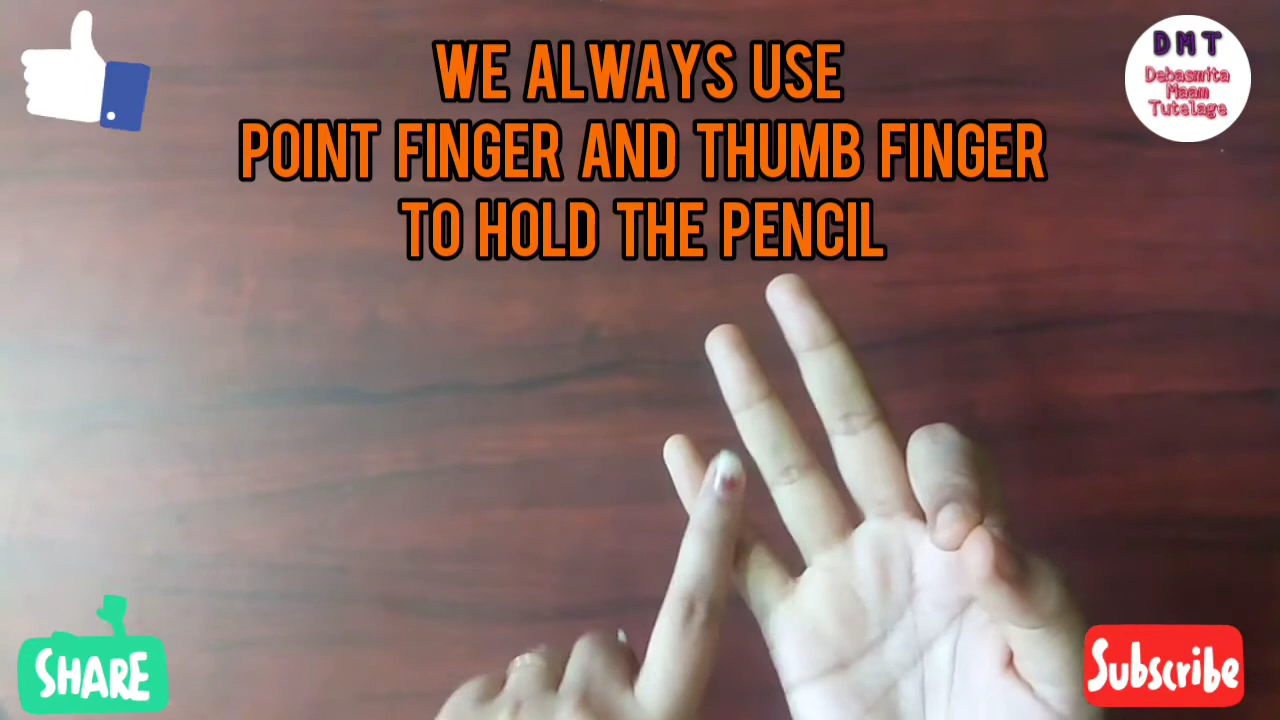 WE ALWAYS USE
POINT FINGER AND THUMB FINGER
TO HOLD THE PENCIL
DMT
Debasmita
Maam
Tutelage
SHARE
Subscribe